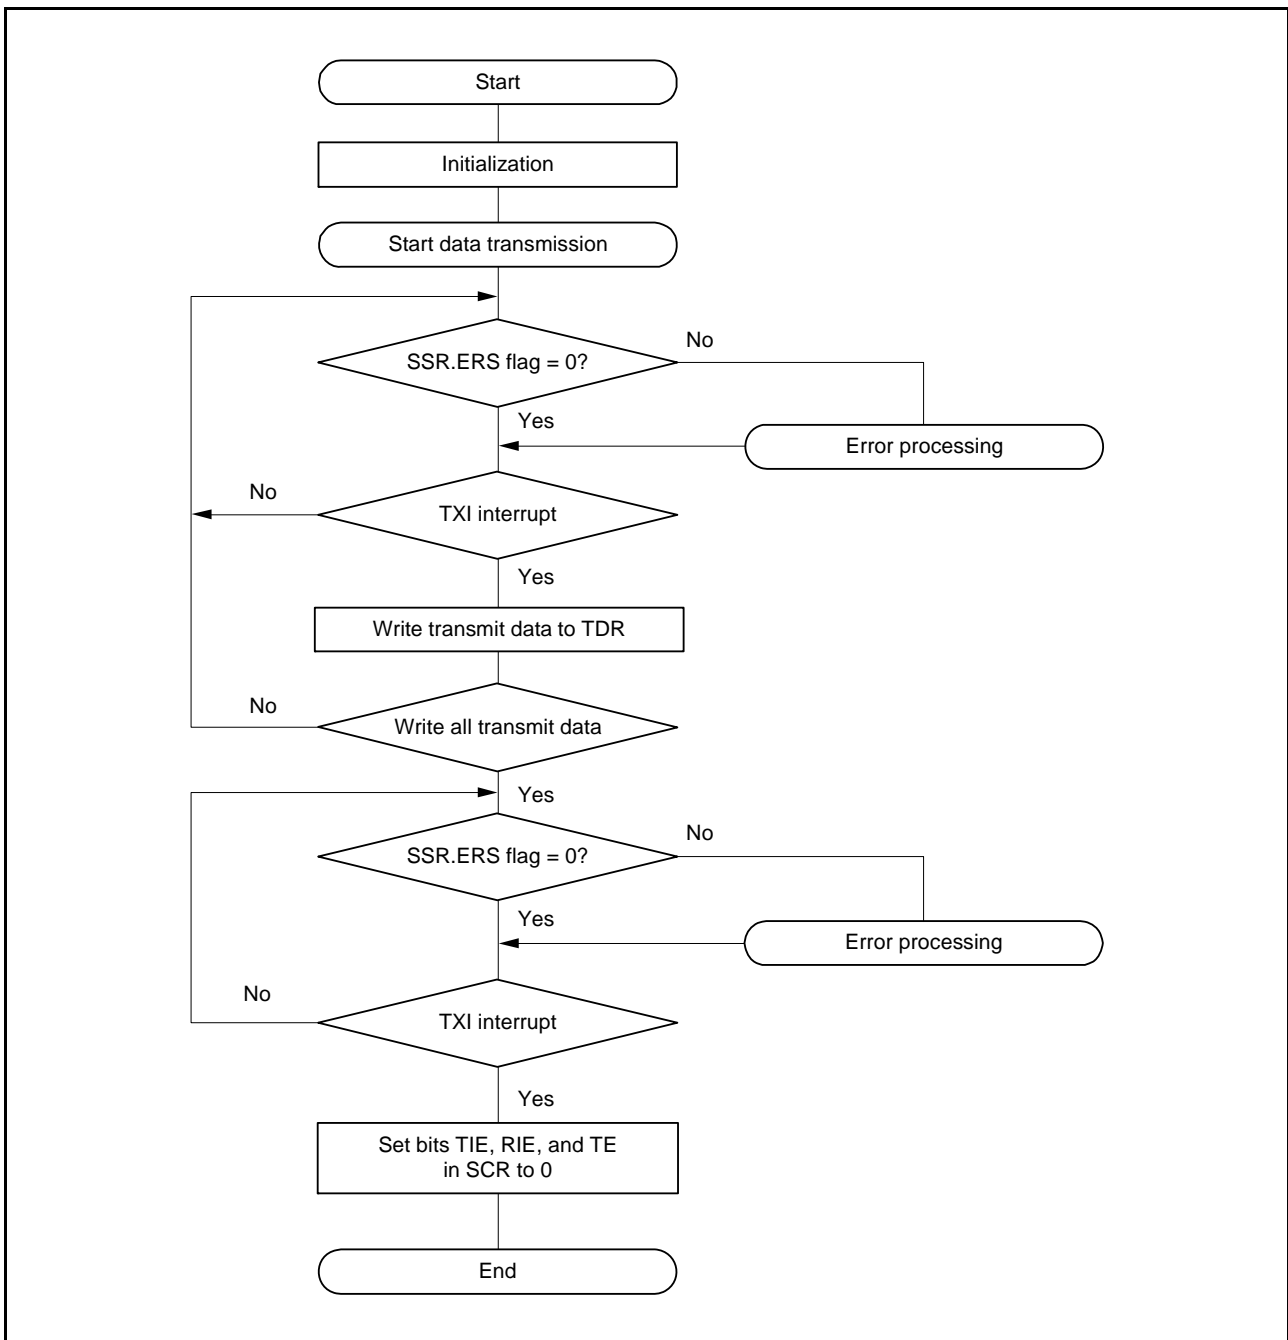 Start
Initialization
Start data transmission
SSR.ERS flag = 0?
No
Yes
Error processing
No
TXI interrupt
Yes
Write transmit data to TDR
No
Write all transmit data
Yes
SSR.ERS flag = 0?
No
Yes
Error processing
No
TXI interrupt
Yes
Set bits TIE, RIE, and TE
in SCR to 0
End